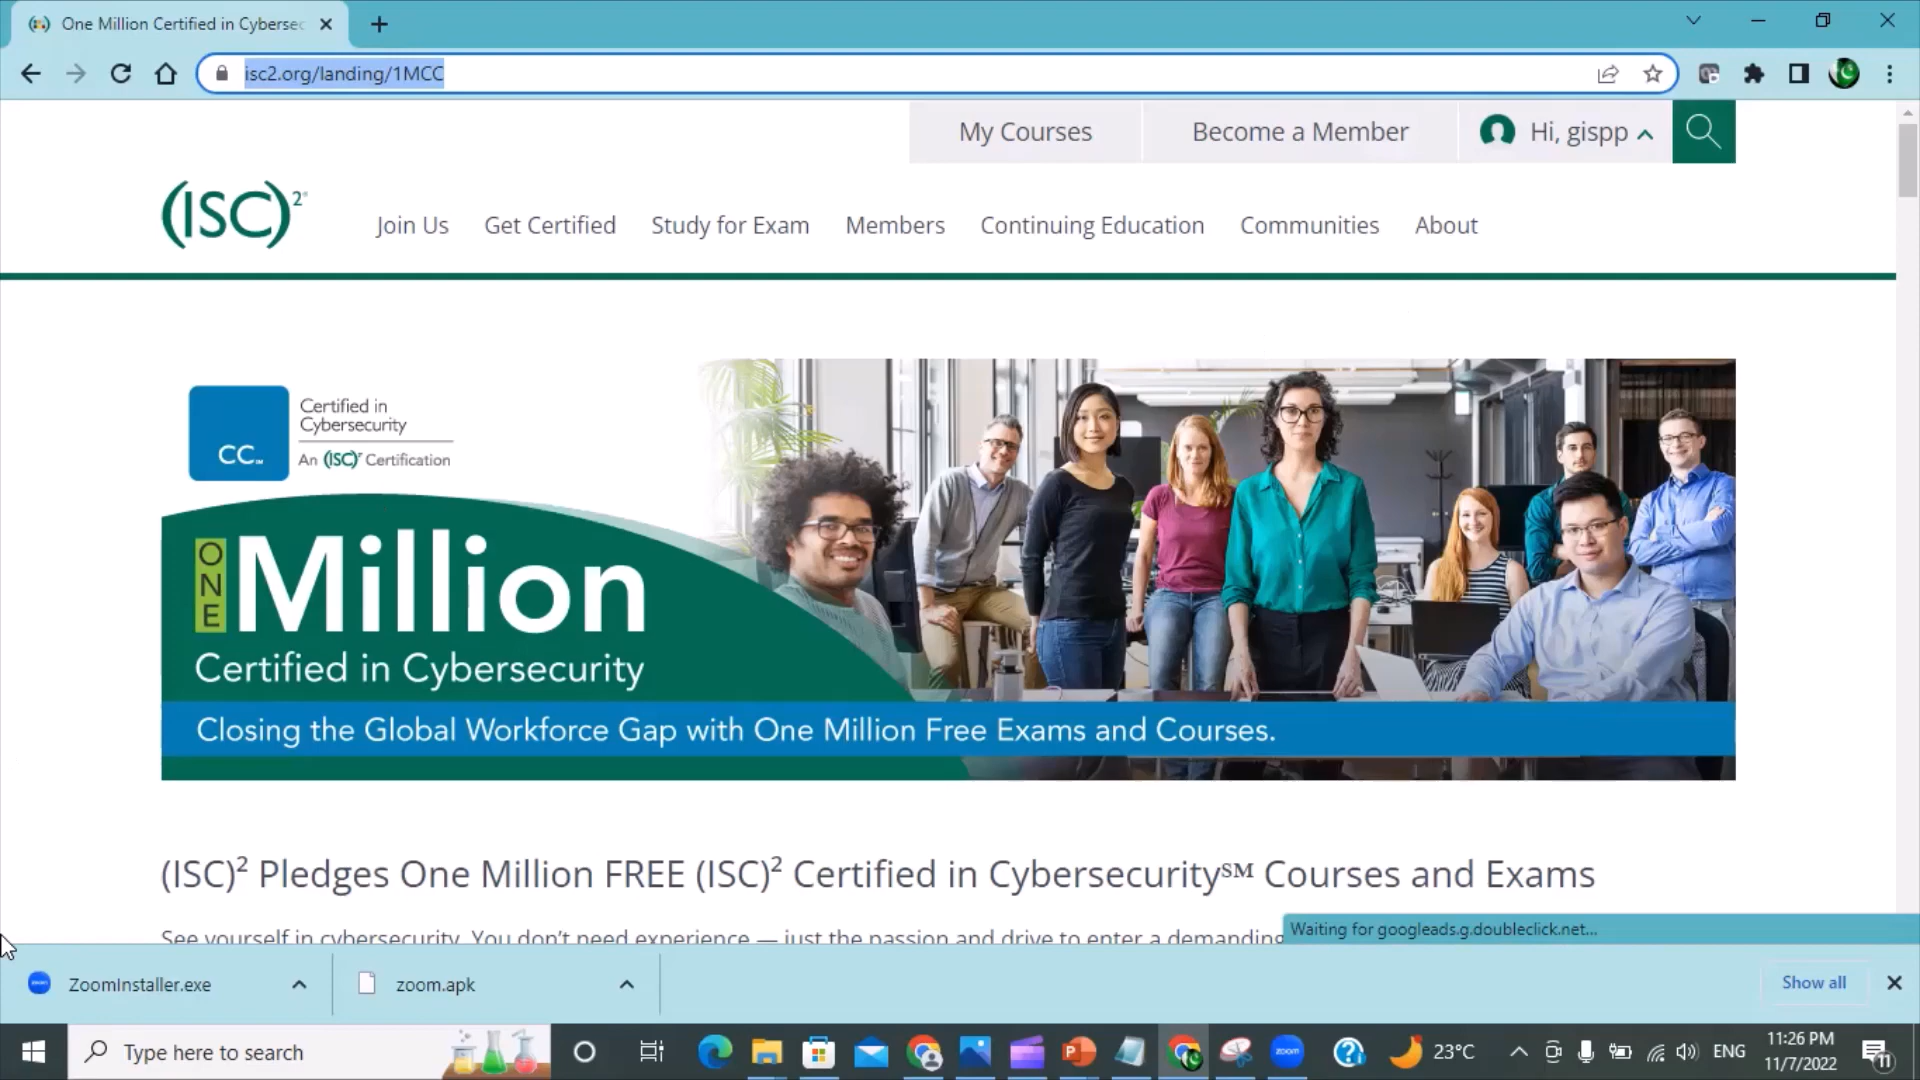 One Million Certified in Cybersec
isc2.org/landing/1MCC
My Courses
Become a Member
Hi, gispp
(ISC)²®
Join Us
Get Certified
Study for Exam
Members
Continuing Education
Communities
About
CC℠
Certified in
Cybersecurity
An (ISC)² Certification
ONE Million
Certified in Cybersecurity
Closing the Global Workforce Gap with One Million Free Exams and Courses.
(ISC)² Pledges One Million FREE (ISC)² Certified in Cybersecurity℠ Courses and Exams
See yourself in cybersecurity. You don't need experience — just the passion and drive to enter a demanding
Waiting for googleads.g.doubleclick.net...
ZoomInstaller.exe
zoom.apk
Show all
Type here to search
zoom
23°C
ENG
11:26 PM
11/7/2022
11